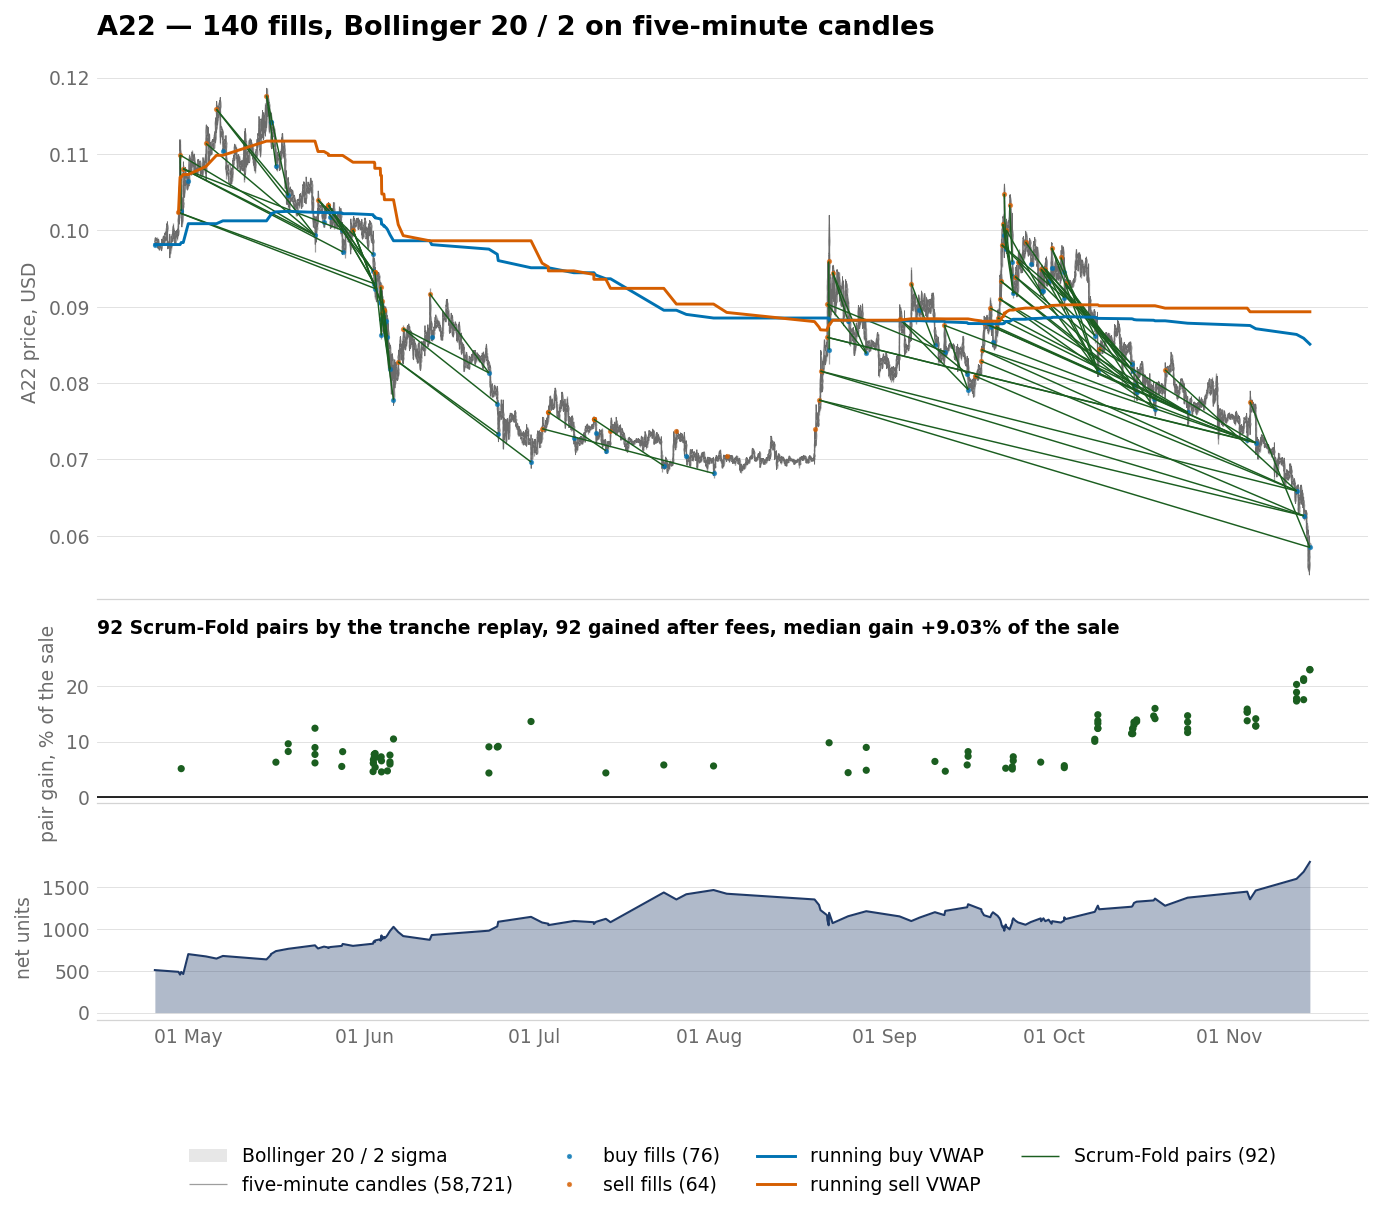 A22 — 140 fills, Bollinger 20 / 2 on five-minute candles
A22 price, USD
0.12
0.11
0.10
0.09
0.08
0.07
0.06
92 Scrum-Fold pairs by the tranche replay, 92 gained after fees, median gain +9.03% of the sale
pair gain, % of the sale
20
10
0
net units
1500
1000
500
0
01 May
01 Jun
01 Jul
01 Aug
01 Sep
01 Oct
01 Nov
Bollinger 20 / 2 sigma
five-minute candles (58,721)
buy fills (76)
sell fills (64)
running buy VWAP
running sell VWAP
Scrum-Fold pairs (92)